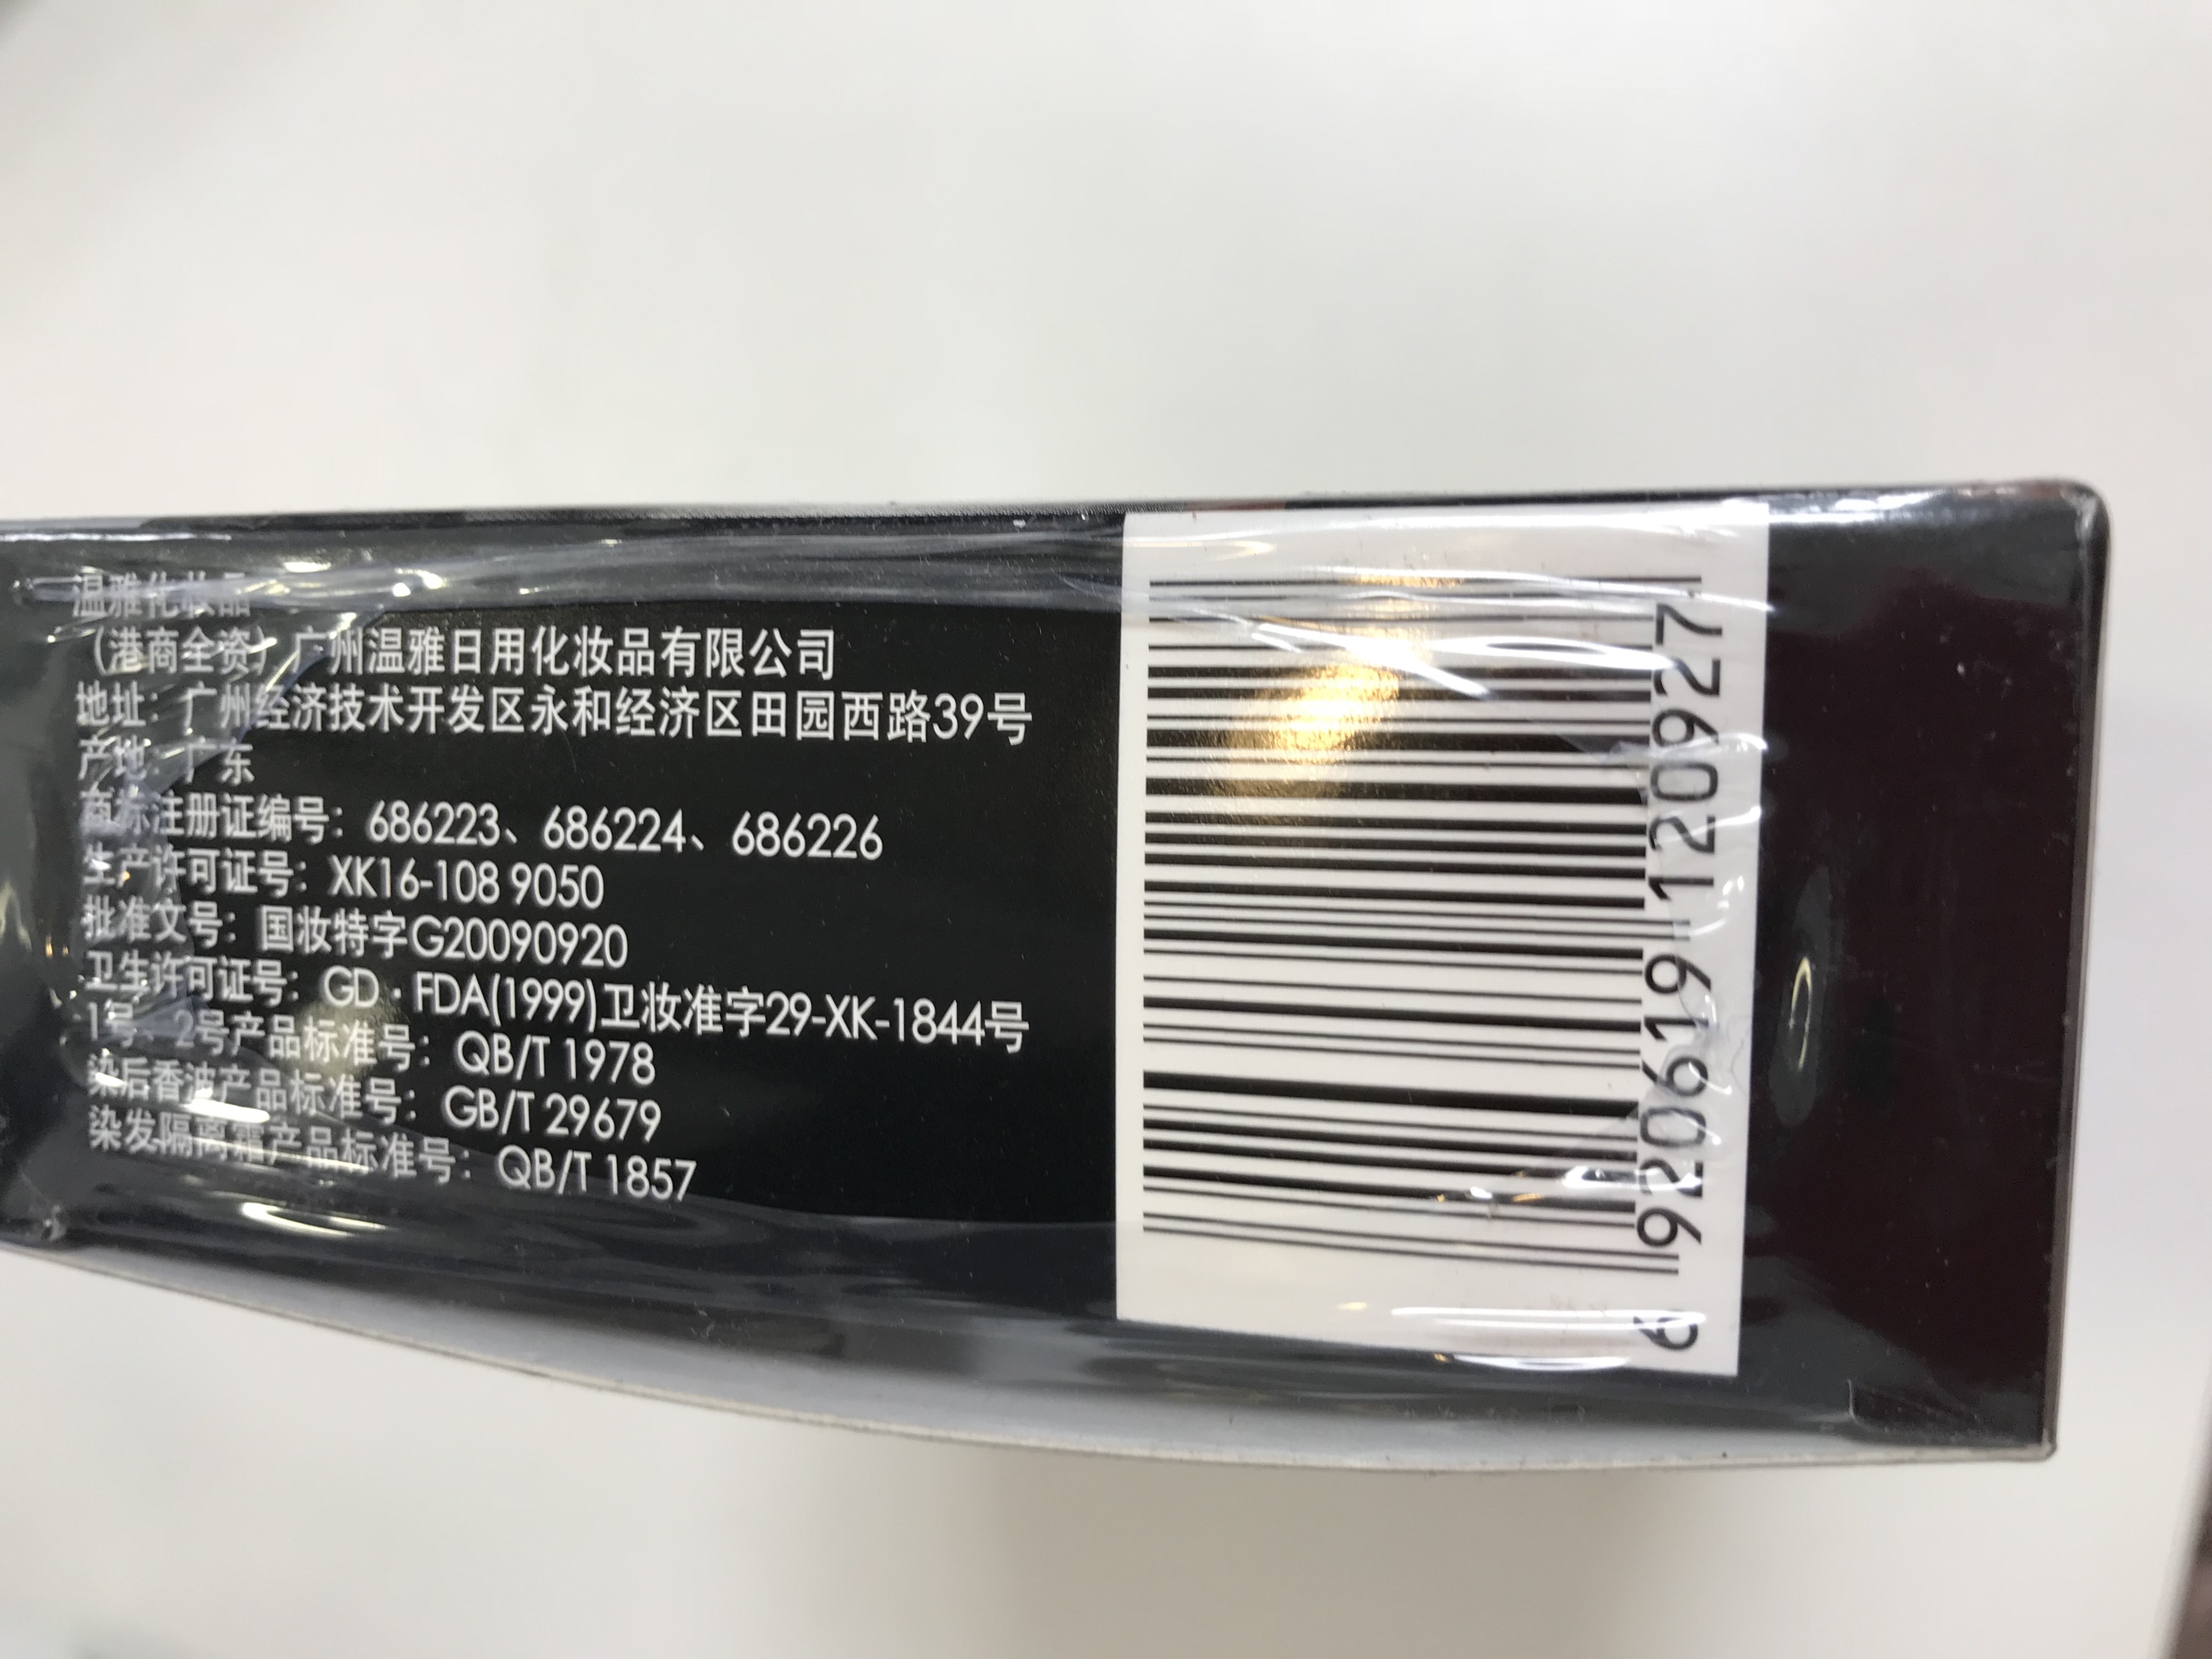 温雅化妆品
（港商全资）广州温雅日用化妆品有限公司
地址：广州经济技术开发区永和经济区田园西路39号
产地：广东
商标注册证编号：686223、686224、686226
生产许可证号：XK16-108 9050
批准文号：国妆特字G20090920
卫生许可证号：GD·FDA(1999)卫妆准字29-XK-1844号
1号、2号产品标准号：QB/T 1978
染后香波产品标准号：GB/T 29679
染发隔离霜产品标准号：QB/T 1857
6 920619 120927